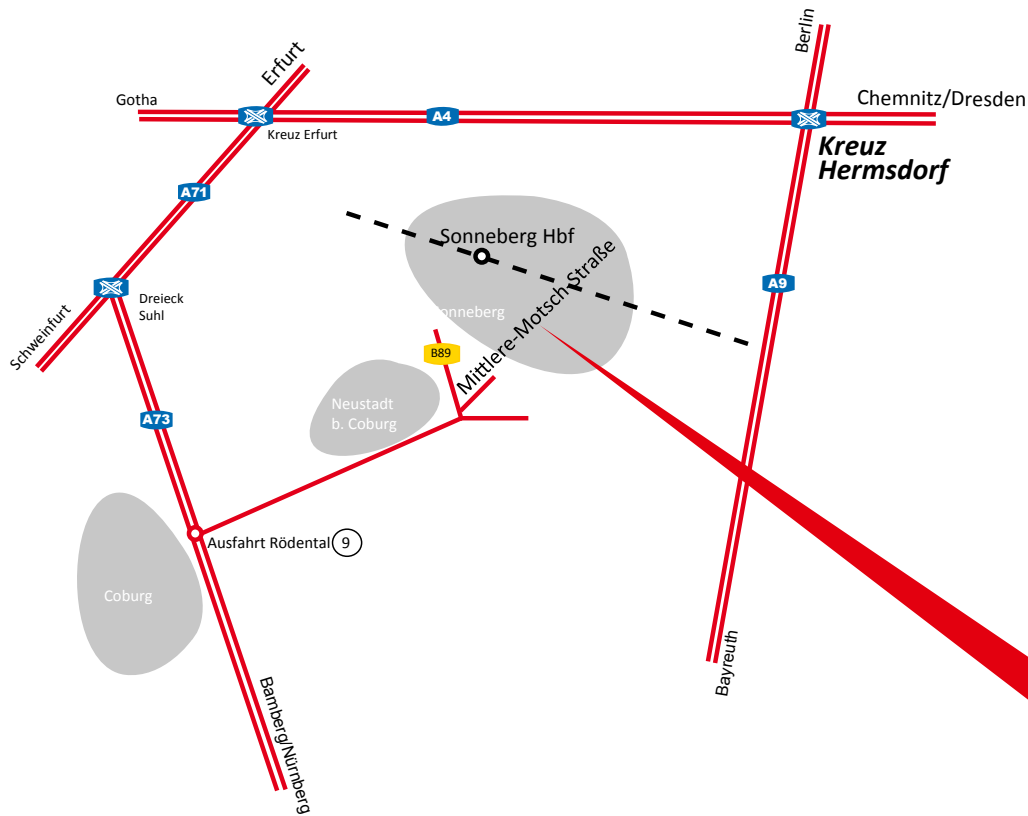 Berlin
Erfurt
Gotha
A4
Chemnitz/Dresden
Kreuz Erfurt
Kreuz
Hermsdorf
A71
Sonneberg Hbf
A9
Dreieck
Suhl
Schweinfurt
Sonneberg
Mittlere-Motsch-Straße
B89
Neustadt
b. Coburg
A73
Ausfahrt Rödental 9
Coburg
Bayreuth
Bamberg/Nürnberg